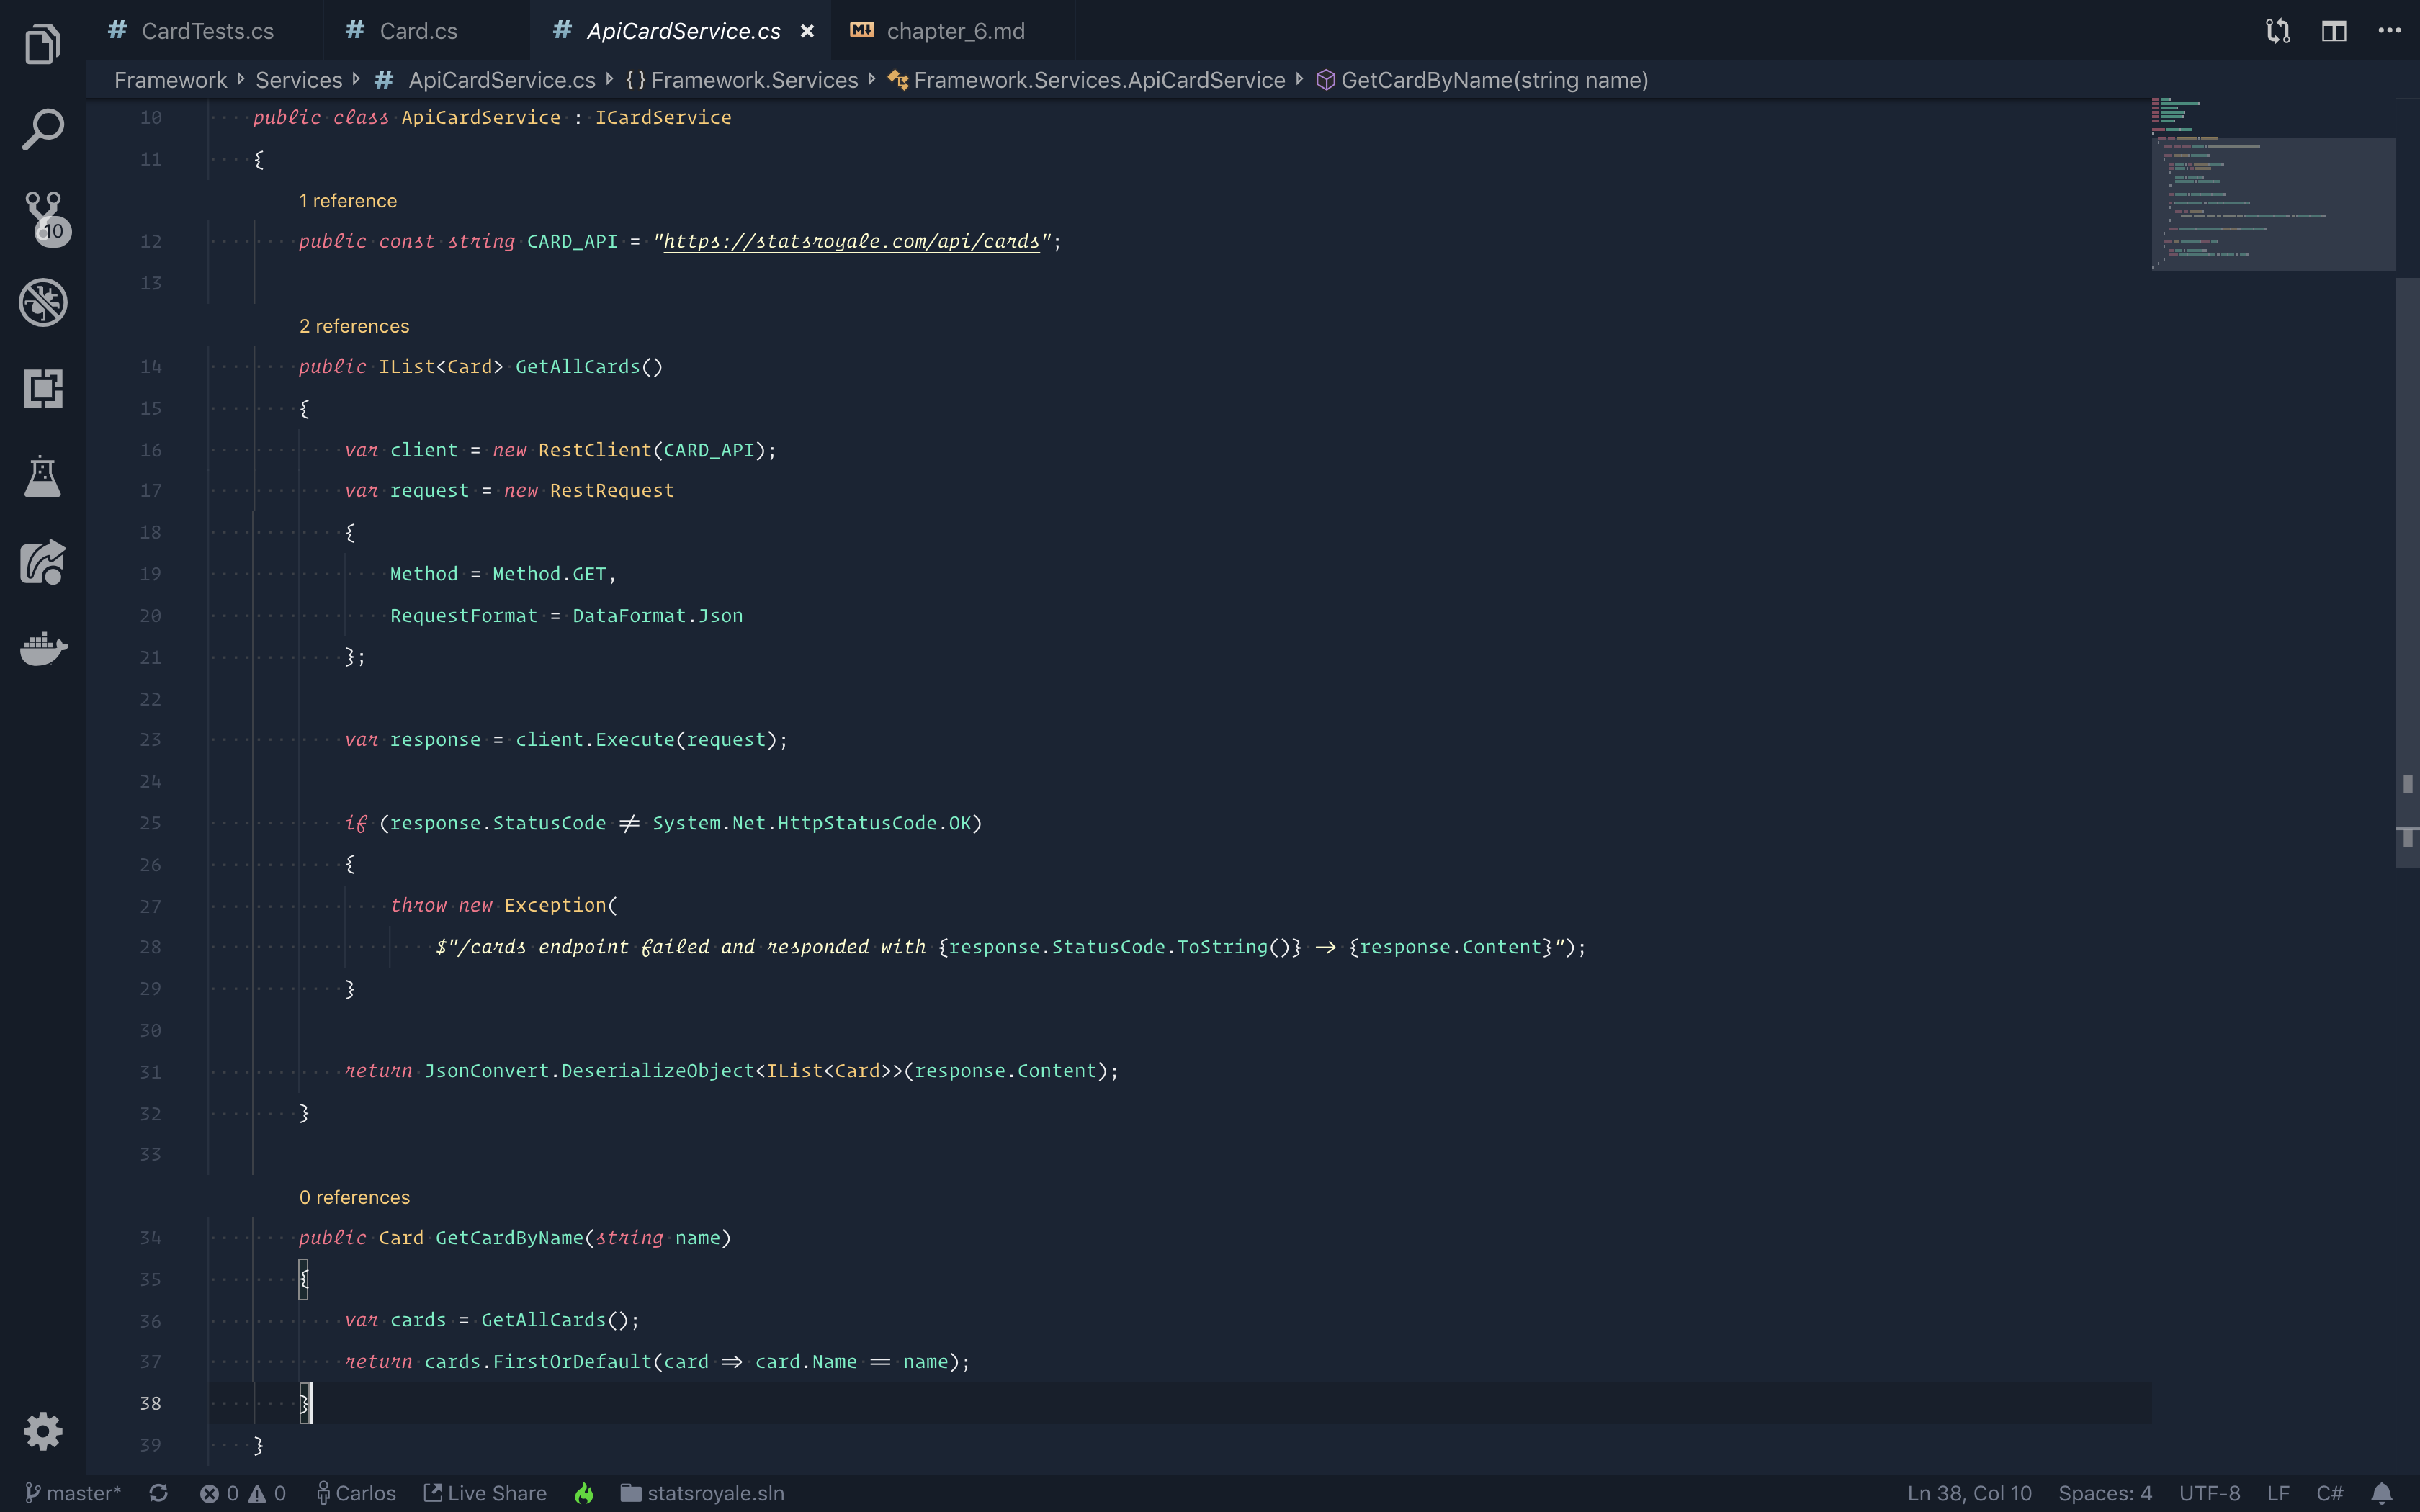 # CardTests.cs # Card.cs # ApiCardService.cs × M↓ chapter_6.md •••
Framework Services # ApiCardService.cs {} Framework.Services Framework.Services.ApiCardService GetCardByName(string name)
10 public class ApiCardService : ICardService
11 {
1 reference
12 public const string CARD_API = "https://statsroyale.com/api/cards";
13
2 references
14 public IList<Card> GetAllCards()
15 {
16 var client = new RestClient(CARD_API);
17 var request = new RestRequest
18 {
19 Method = Method.GET,
20 RequestFormat = DataFormat.Json
21 };
22
23 var response = client.Execute(request);
24
25 if (response.StatusCode ≠ System.Net.HttpStatusCode.OK)
26 {
27 throw new Exception(
28 $"/cards endpoint failed and responded with {response.StatusCode.ToString()} → {response.Content}");
29 }
30
31 return JsonConvert.DeserializeObject<IList<Card>>(response.Content);
32 }
33
0 references
34 public Card GetCardByName(string name)
35 {
36 var cards = GetAllCards();
37 return cards.FirstOrDefault(card ⇒ card.Name == name);
38 }
39 }
10
master* 0 0 Carlos Live Share statsroyale.sln Ln 38, Col 10 Spaces: 4 UTF-8 LF C#